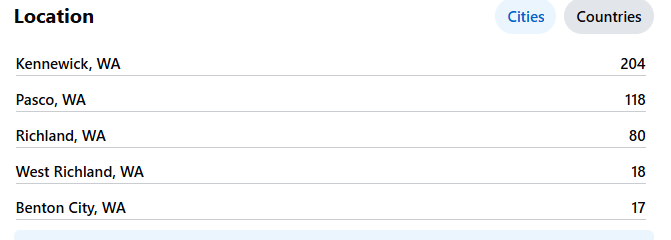 Location Cities Countries
Kennewick, WA 204
Pasco, WA 118
Richland, WA 80
West Richland, WA 18
Benton City, WA 17